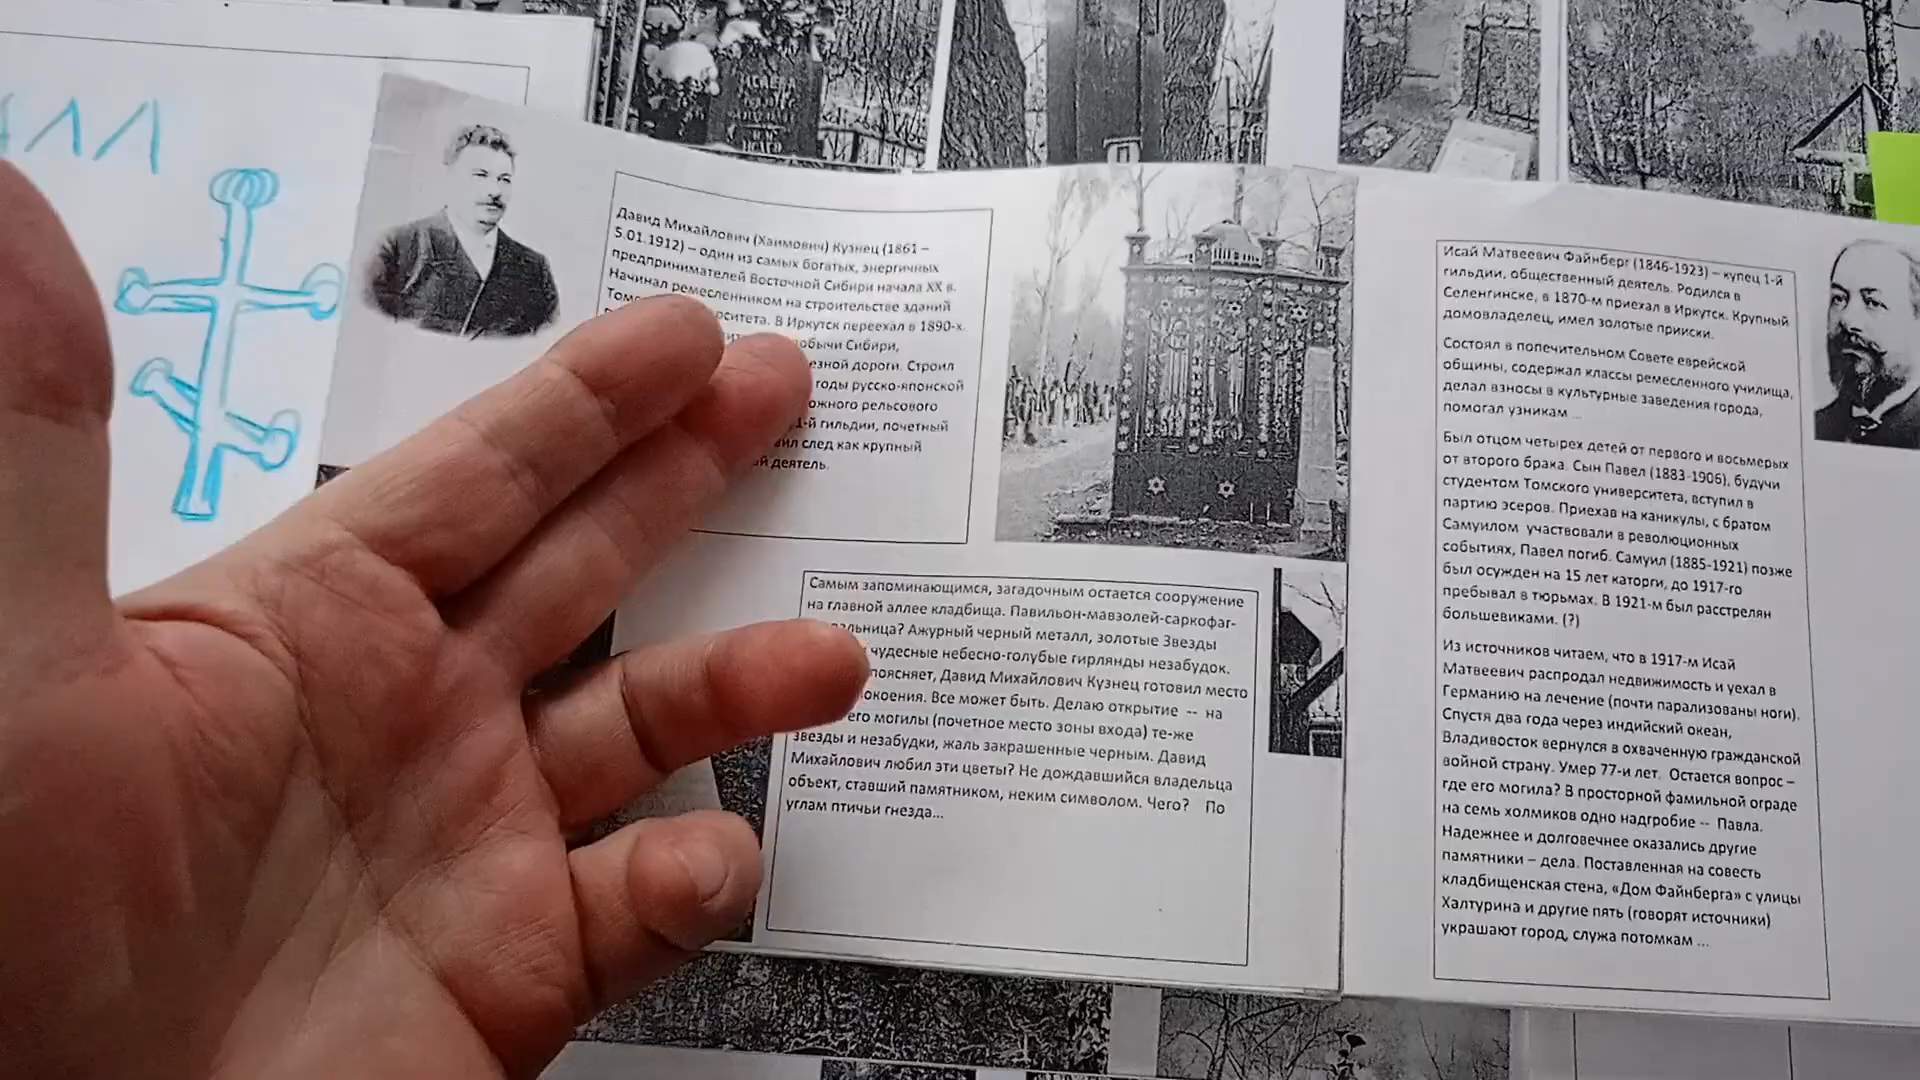 Давид Михайлович (Хаимович) Кузнец (1861 –
5.01.1912) – один из самых богатых, энергичных
предпринимателей Восточной Сибири начала XX в.
Начинал ремесленником на строительстве зданий
В Иркутск переехал в 1890-х.
Сибири,
дороги. Строил
годы русско-японской
рельсового
1-й гильдии, почетный
след как крупный
деятель.
Самым запоминающимся, загадочным остается сооружение
на главной аллее кладбища. Павильон-мавзолей-саркофаг-
Ажурный черный металл, золотые Звезды
чудесные небесно-голубые гирлянды незабудок.
Давид Михайлович Кузнец готовил место
Все может быть. Делаю открытие -- на
его могилы (почетное место зоны входа) те-же
звезды и незабудки, жаль закрашенные черным. Давид
Михайлович любил эти цветы? Не дождавшийся владельца
объект, ставший памятником, неким символом. Чего? По
углам птичьи гнезда...
Исай Матвеевич Файнберг (1846-1923) – купец 1-й
гильдии, общественный деятель. Родился в
Селенгинске, в 1870-м приехал в Иркутск. Крупный
домовладелец, имел золотые прииски.
Состоял в попечительном Совете еврейской
общины, содержал классы ремесленного училища,
делал взносы в культурные заведения города,
помогал узникам ...
Был отцом четырех детей от первого и восьмерых
от второго брака. Сын Павел (1883-1906), будучи
студентом Томского университета, вступил в
партию эсеров. Приехав на каникулы, с братом
Самуилом участвовали в революционных
событиях, Павел погиб. Самуил (1885-1921) позже
был осужден на 15 лет каторги, до 1917-го
пребывал в тюрьмах. В 1921-м был расстрелян
большевиками. (?)
Из источников читаем, что в 1917-м Исай
Матвеевич распродал недвижимость и уехал в
Германию на лечение (почти парализованы ноги).
Спустя два года через индийский океан,
Владивосток вернулся в охваченную гражданской
войной страну. Умер 77-и лет. Остается вопрос –
где его могила? В просторной фамильной ограде
на семь холмиков одно надгробие -- Павла.
Надежнее и долговечнее оказались другие
памятники – дела. Поставленная на совесть
кладбищенская стена, «Дом Файнберга» с улицы
Халтурина и другие пять (говорят источники)
украшают город, служа потомкам ...